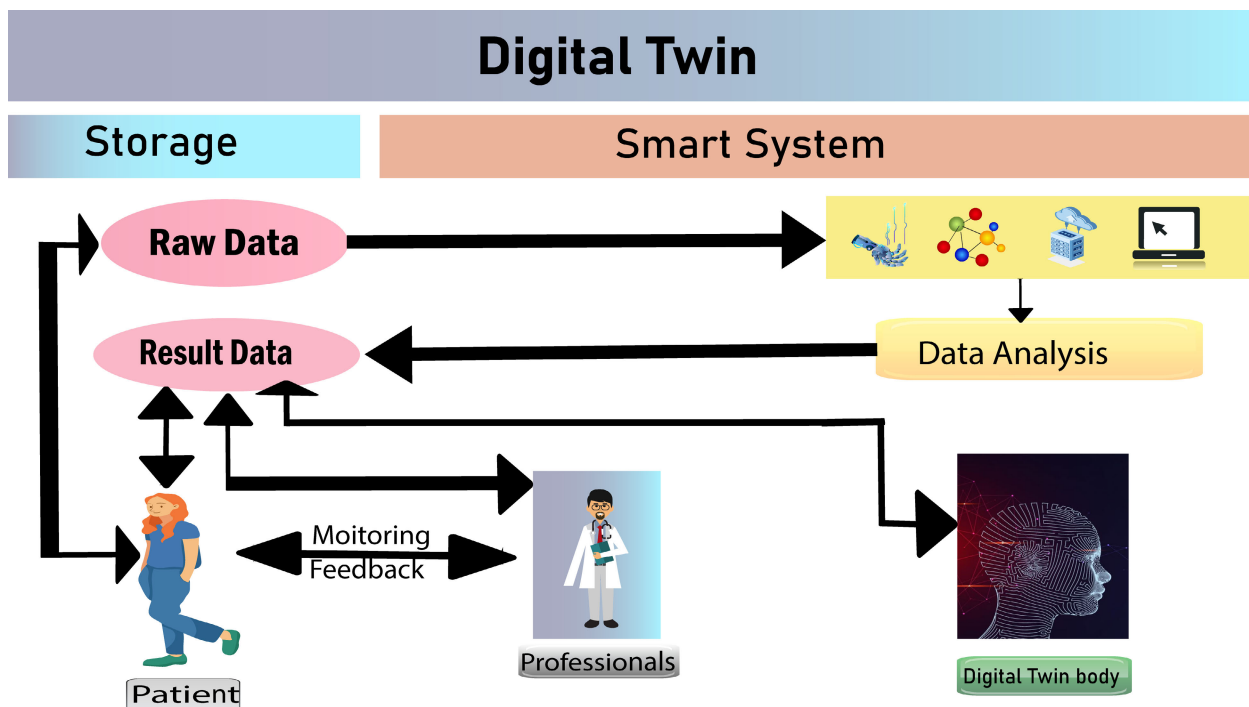 Digital Twin
Storage
Smart System
Raw Data
Result Data
Data Analysis
Moitoring
Feedback
Professionals
Digital Twin body
Patient